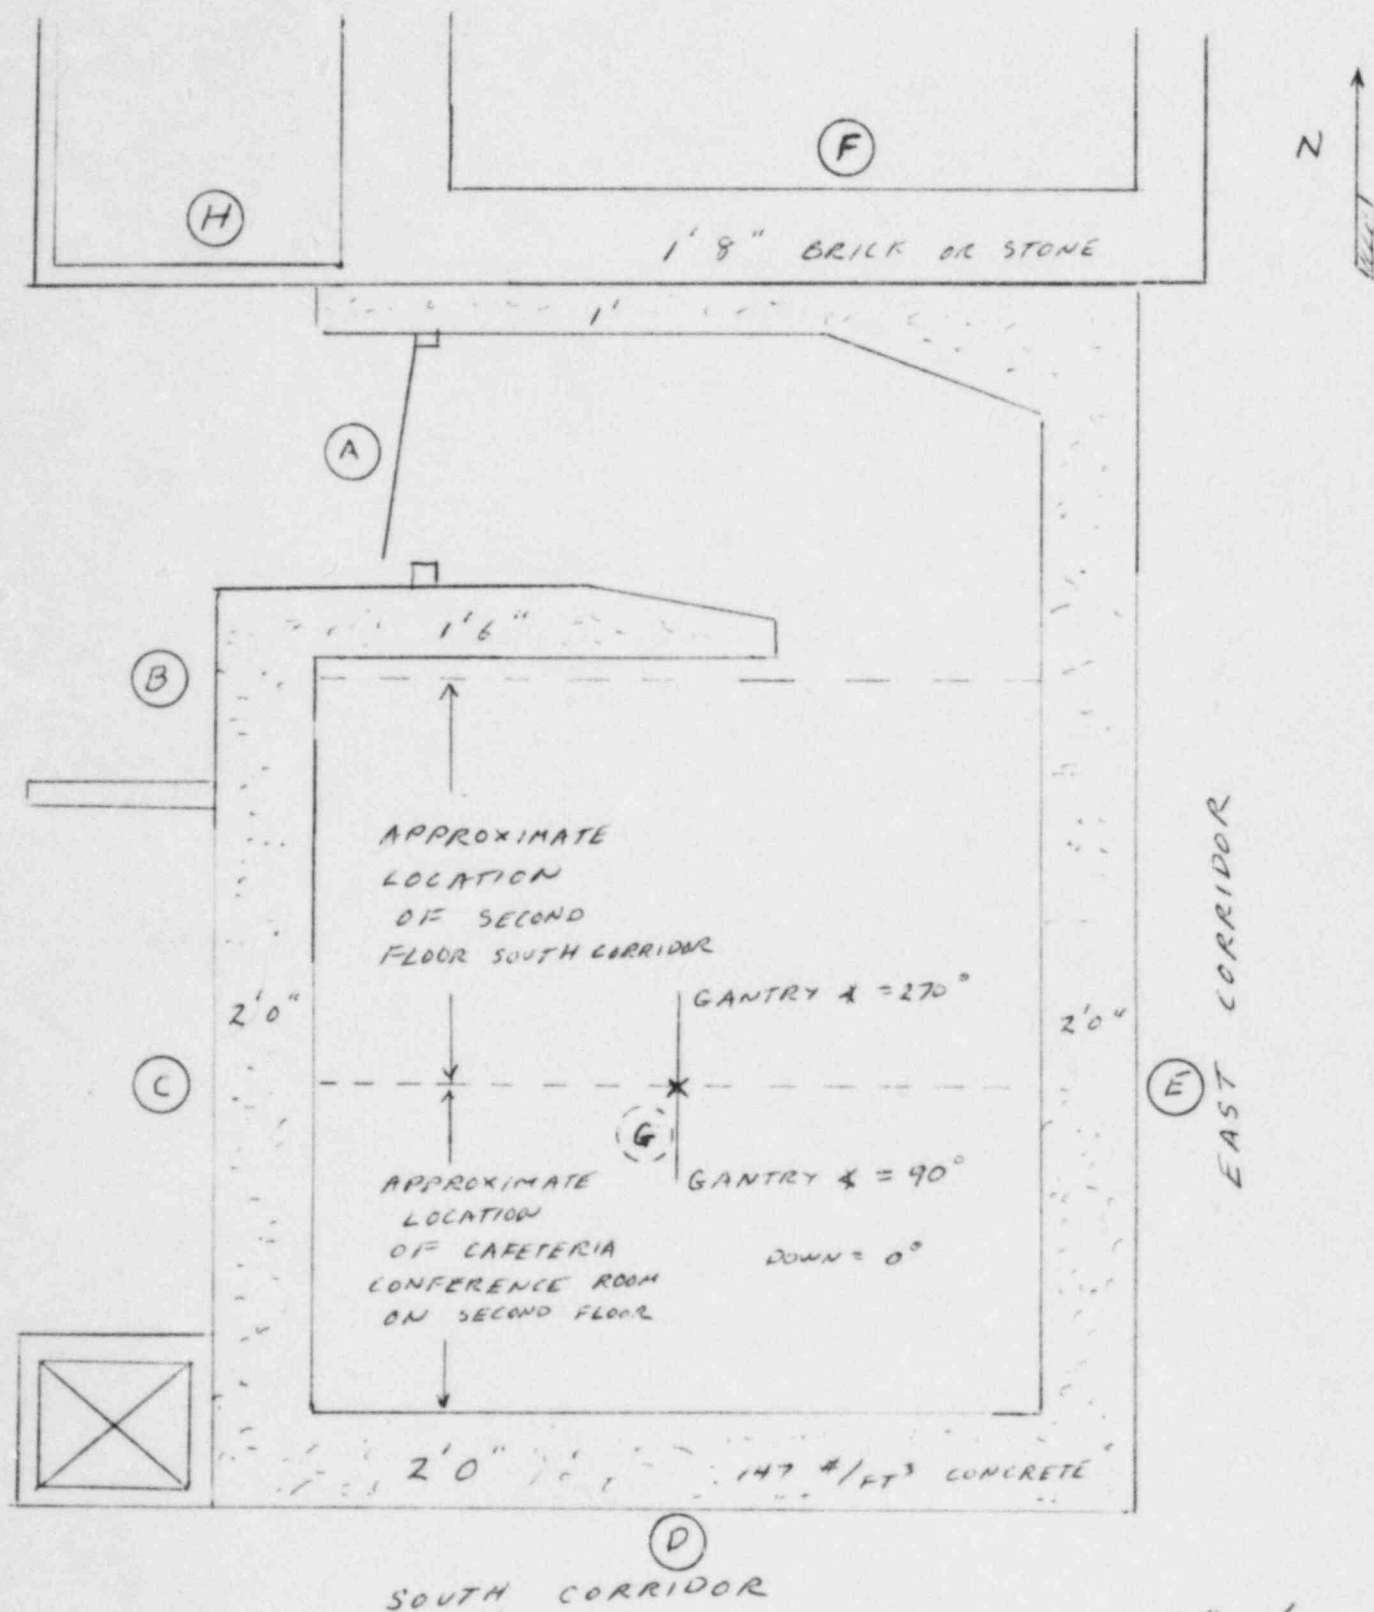 N
F
H
1' 8" BRICK OR STONE
1'
A
1' 6"
B
APPROXIMATE
LOCATION
OF SECOND
FLOOR SOUTH CORRIDOR
GANTRY ∡ = 270°
2'0"
2'0"
C
E
EAST CORRIDOR
G
GANTRY ∡ = 90°
APPROXIMATE
LOCATION
OF CAFETERIA
CONFERENCE ROOM
ON SECOND FLOOR
DOWN = 0°
2'0"
147 #/FT³ CONCRETE
D
SOUTH CORRIDOR